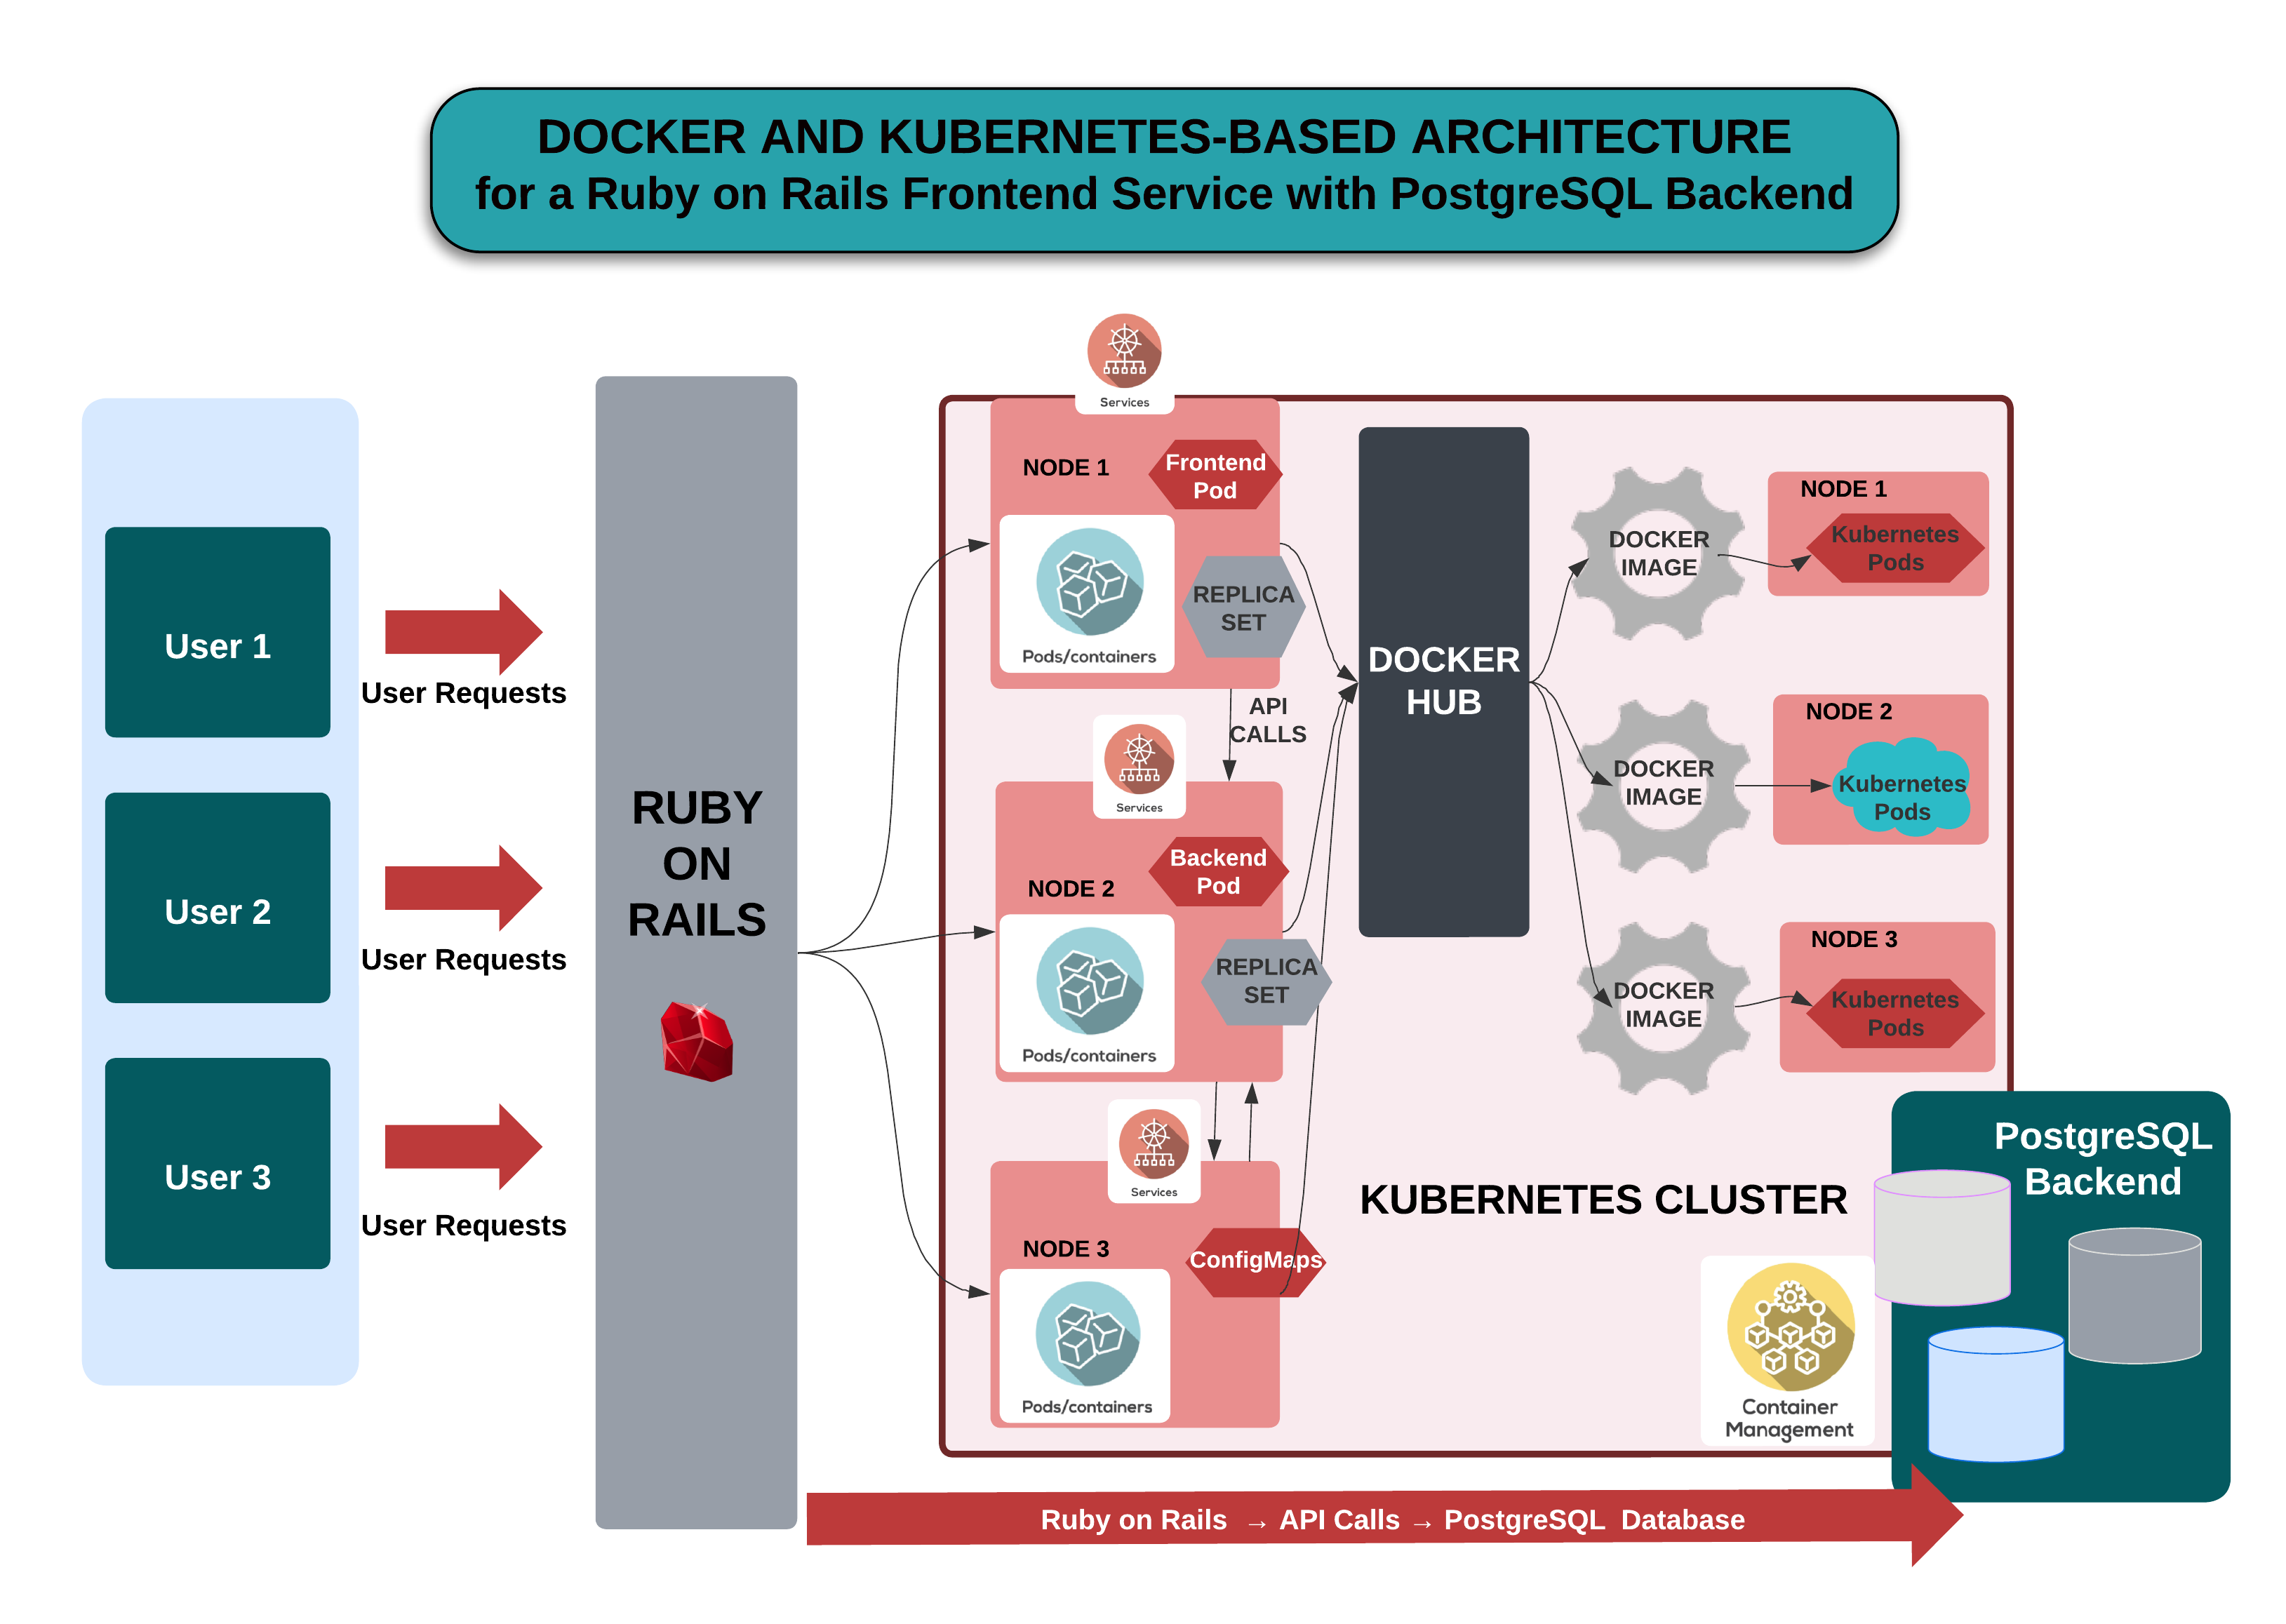 DOCKER AND KUBERNETES-BASED ARCHITECTURE
for a Ruby on Rails Frontend Service with PostgreSQL Backend
User 1
User Requests
User 2
User Requests
User 3
User Requests
RUBY
ON
RAILS
Services
NODE 1
Frontend
Pod
Pods/containers
REPLICA
SET
API
CALLS
Services
NODE 2
Backend
Pod
Pods/containers
REPLICA
SET
Services
NODE 3
ConfigMaps
Pods/containers
DOCKER
HUB
DOCKER
IMAGE
NODE 1
Kubernetes
Pods
DOCKER
IMAGE
NODE 2
Kubernetes
Pods
DOCKER
IMAGE
NODE 3
Kubernetes
Pods
KUBERNETES CLUSTER
Container
Management
PostgreSQL
Backend
Ruby on Rails → API Calls → PostgreSQL Database